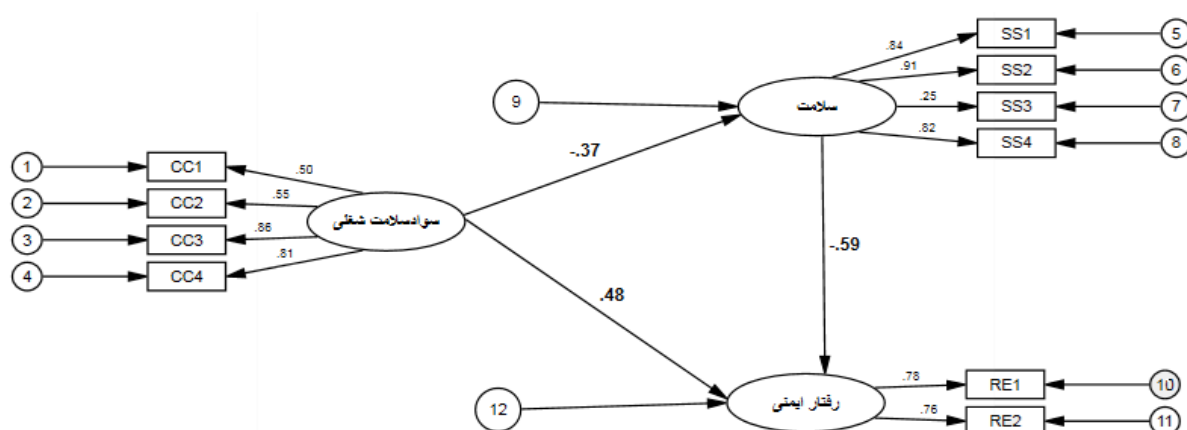 SS1
5
.84
SS2
6
.91
9
سلامت
.25
SS3
7
.82
SS4
8
-.37
1
CC1
.50
2
CC2
.55
سوادسلامت شغلی
3
CC3
.86
4
CC4
.81
-.59
.48
.78
RE1
10
12
رفتار ایمنی
.76
RE2
11